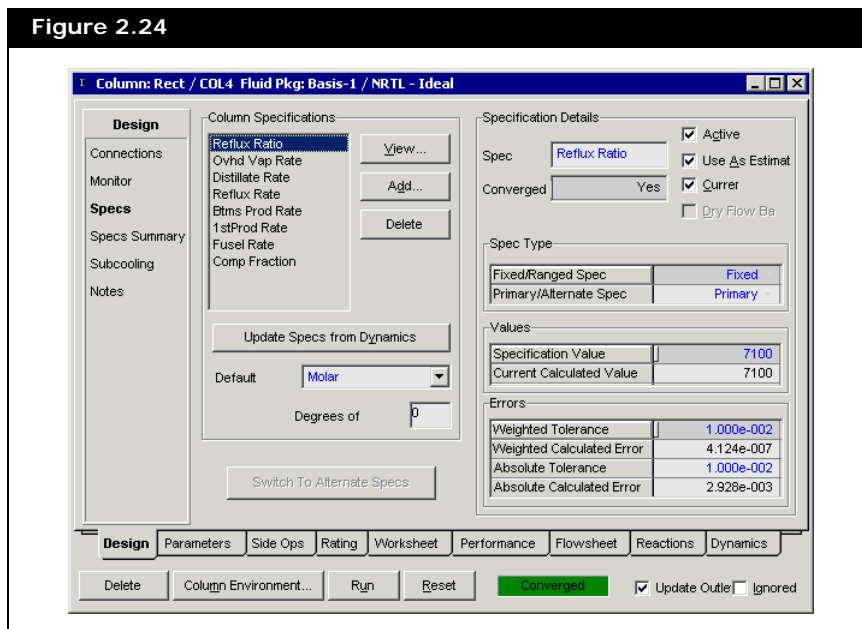 Figure 2.24
Column: Rect / COL4 Fluid Pkg: Basis-1 / NRTL - Ideal
Design
Connections
Monitor
Specs
Specs Summary
Subcooling
Notes
Column Specifications
Reflux Ratio
Ovhd Vap Rate
Distillate Rate
Reflux Rate
Btms Prod Rate
1stProd Rate
Fusel Rate
Comp Fraction
View...
Add...
Delete
Update Specs from Dynamics
Default Molar
Degrees of 0
Switch To Alternate Specs
Specification Details
Spec Reflux Ratio
Converged Yes
Active
Use As Estimat
Currer
Dry Flow Ba
Spec Type
Fixed/Ranged Spec Fixed
Primary/Alternate Spec Primary
Values
Specification Value 7100
Current Calculated Value 7100
Errors
Weighted Tolerance 1.000e-002
Weighted Calculated Error 4.124e-007
Absolute Tolerance 1.000e-002
Absolute Calculated Error 2.928e-003
Design Parameters Side Ops Rating Worksheet Performance Flowsheet Reactions Dynamics
Delete Column Environment... Run Reset Converged Update Outlet Ignored